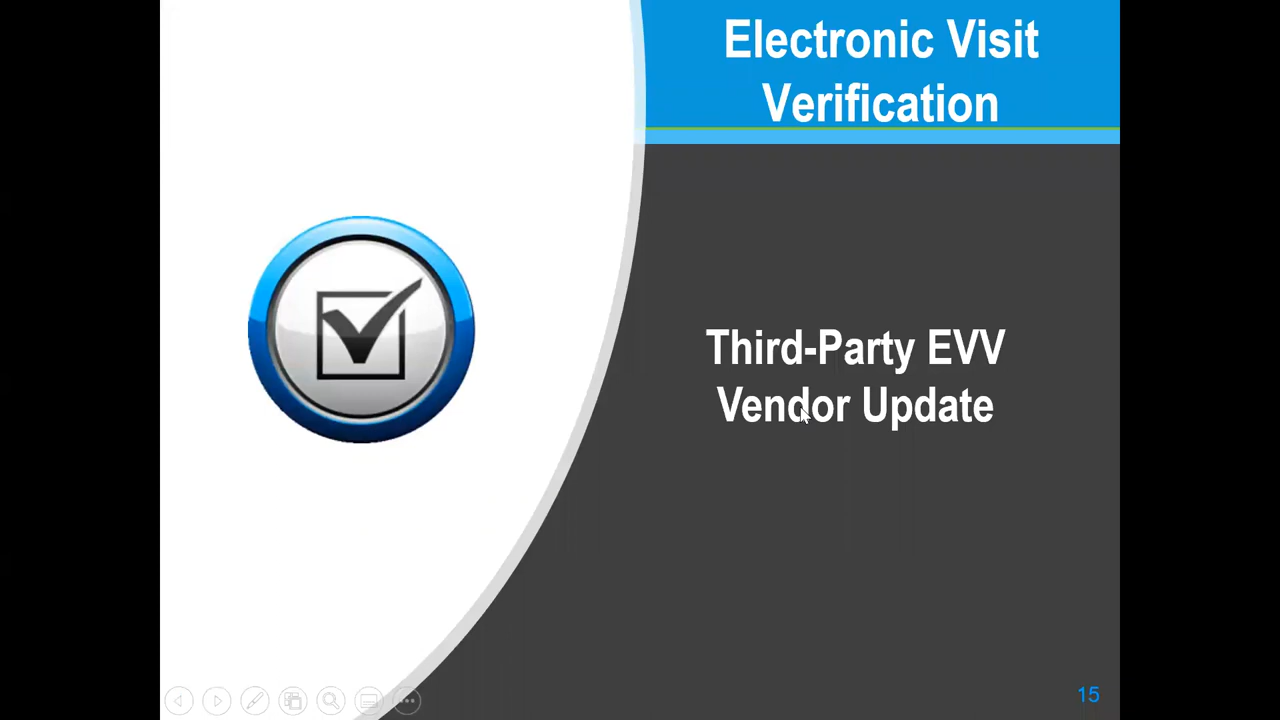 Electronic Visit
Verification
Third-Party EVV
Vendor Update
15